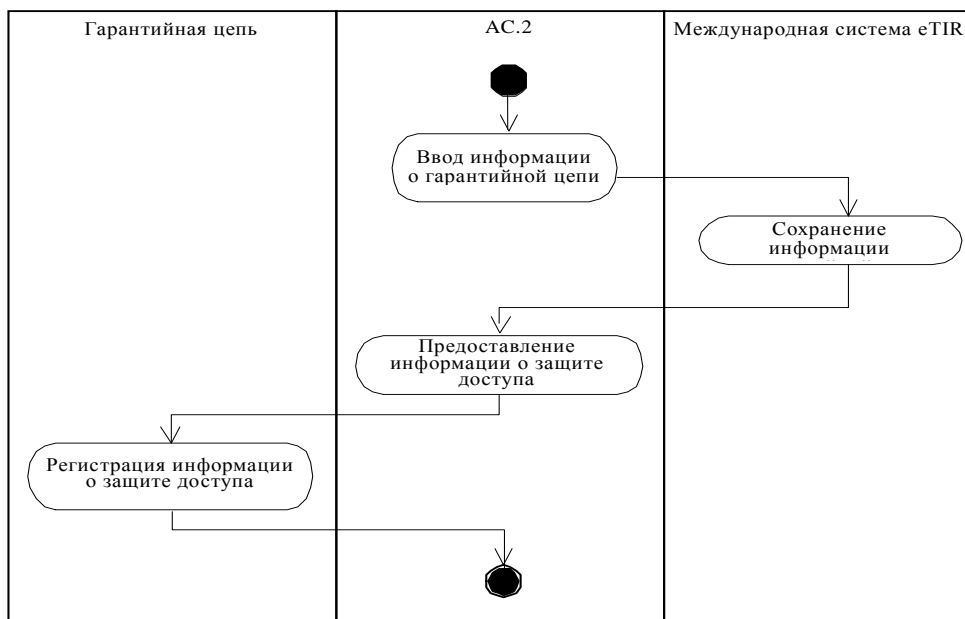 Гарантийная цепь
АС.2
Международная система eTIR
Ввод информации
о гарантийной цепи
Сохранение
информации
Предоставление
информации о защите
доступа
Регистрация информации
о защите доступа